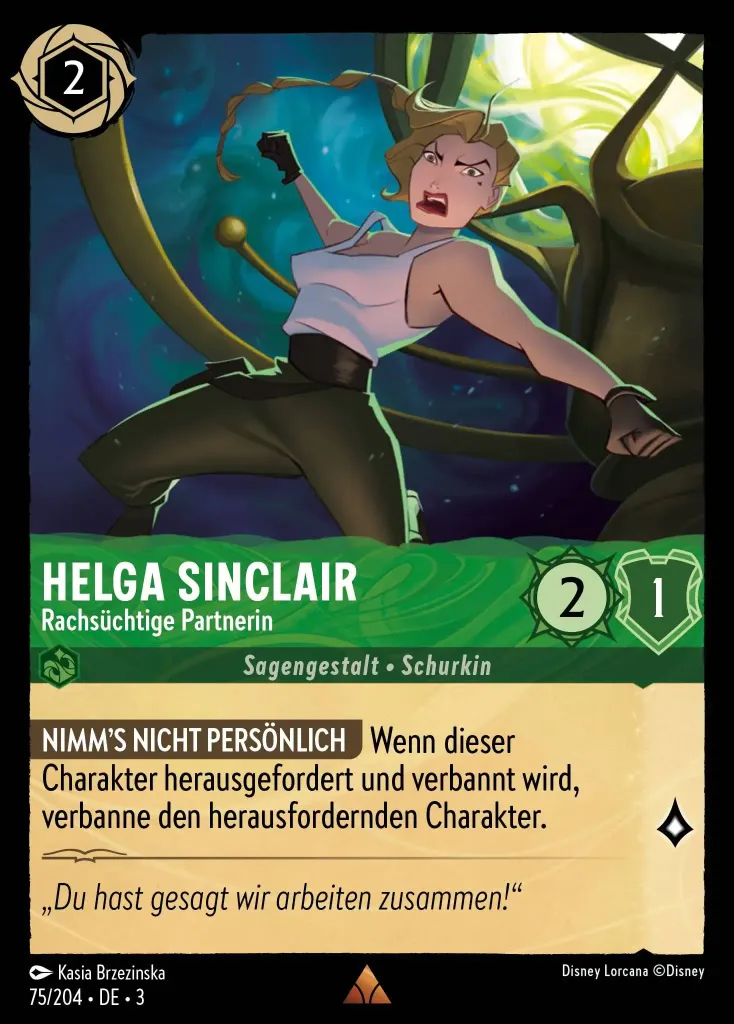 2
HELGA SINCLAIR
Rachsüchtige Partnerin
2
1
Sagengestalt • Schurkin
NIMM'S NICHT PERSÖNLICH Wenn dieser
Charakter herausgefordert und verbannt wird,
verbanne den herausfordernden Charakter.
„Du hast gesagt wir arbeiten zusammen!“
Kasia Brzezinska
Disney Lorcana ©Disney
75/204 • DE • 3